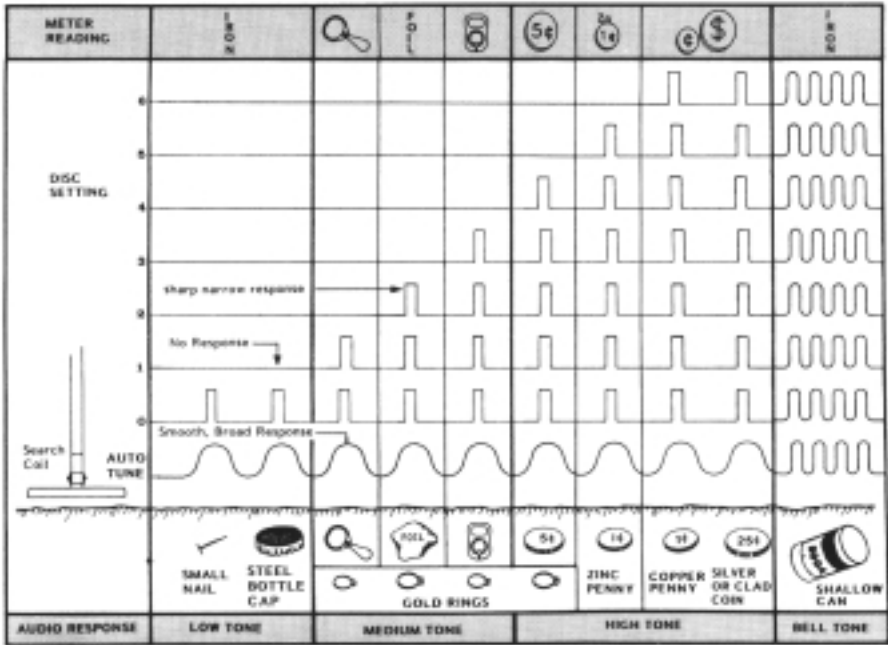 METER READING
IRON
FOIL
5¢
1¢
¢
$
IRON
6
5
DISC SETTING
4
3
sharp narrow response
2
No Response
1
0
Smooth, Broad Response
Search Coil
AUTO TUNE
FOIL
5¢
1¢
1¢
25¢
SMALL NAIL
STEEL BOTTLE CAP
GOLD RINGS
ZINC PENNY
COPPER PENNY
SILVER OR CLAD COIN
SHALLOW CAN
AUDIO RESPONSE
LOW TONE
MEDIUM TONE
HIGH TONE
BELL TONE